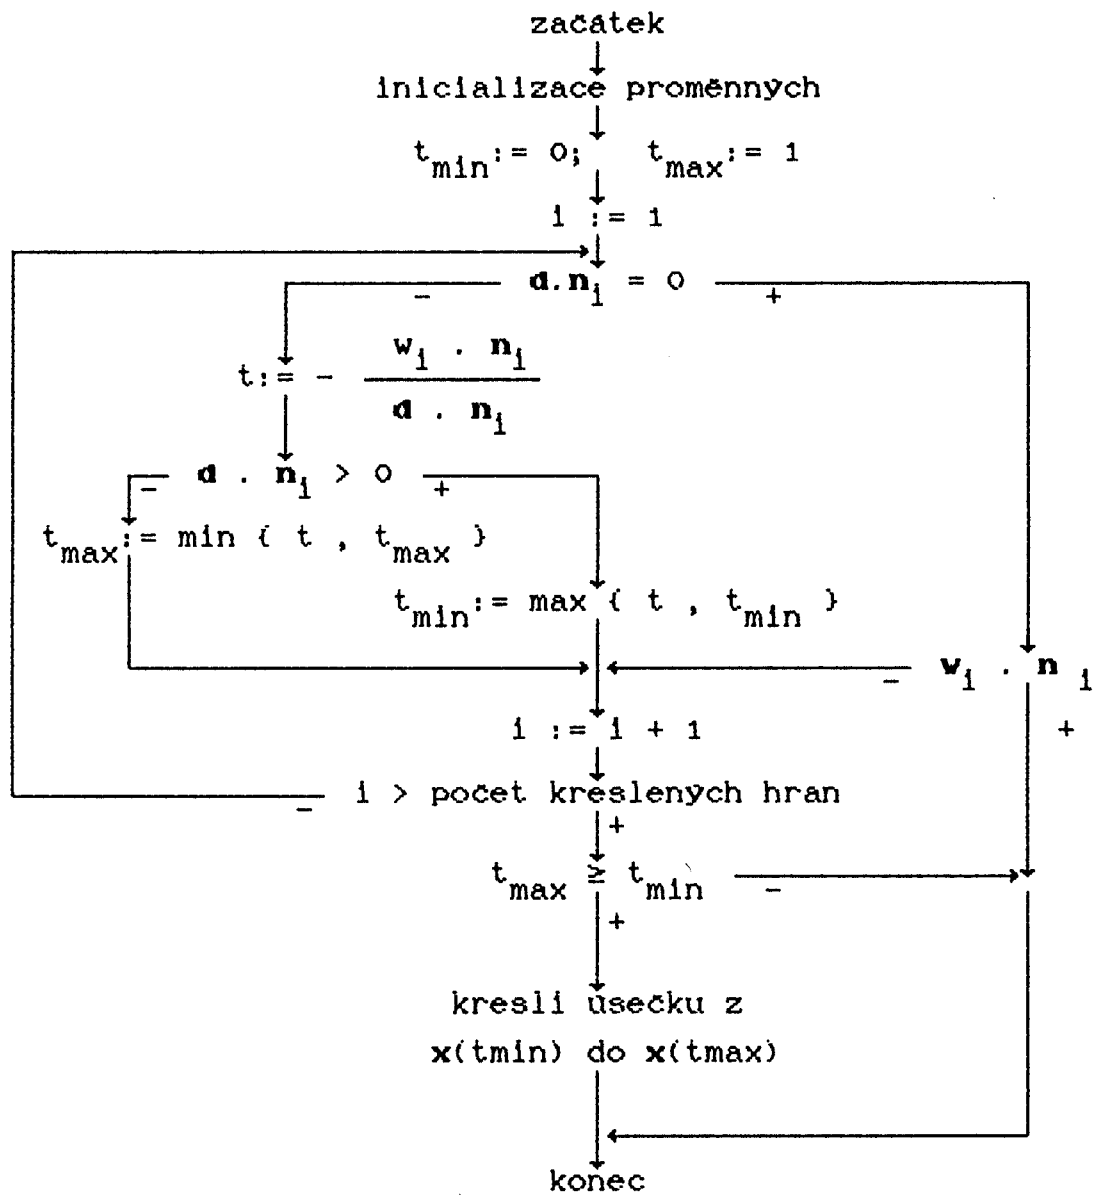 začátek
inicializace proměnných
t_min := 0; t_max := 1
i := 1
d.n_i = 0
- +
w_i . n_i
t := -
d . n_i
d . n_i > 0
- +
t_max := min { t , t_max }
t_min := max { t , t_min }
w_i . n_i
-
i := i + 1
+
i > počet kreslených hran
-
+
t_max ≥ t_min
-
+
kresli úsečku z
x(tmin) do x(tmax)
konec